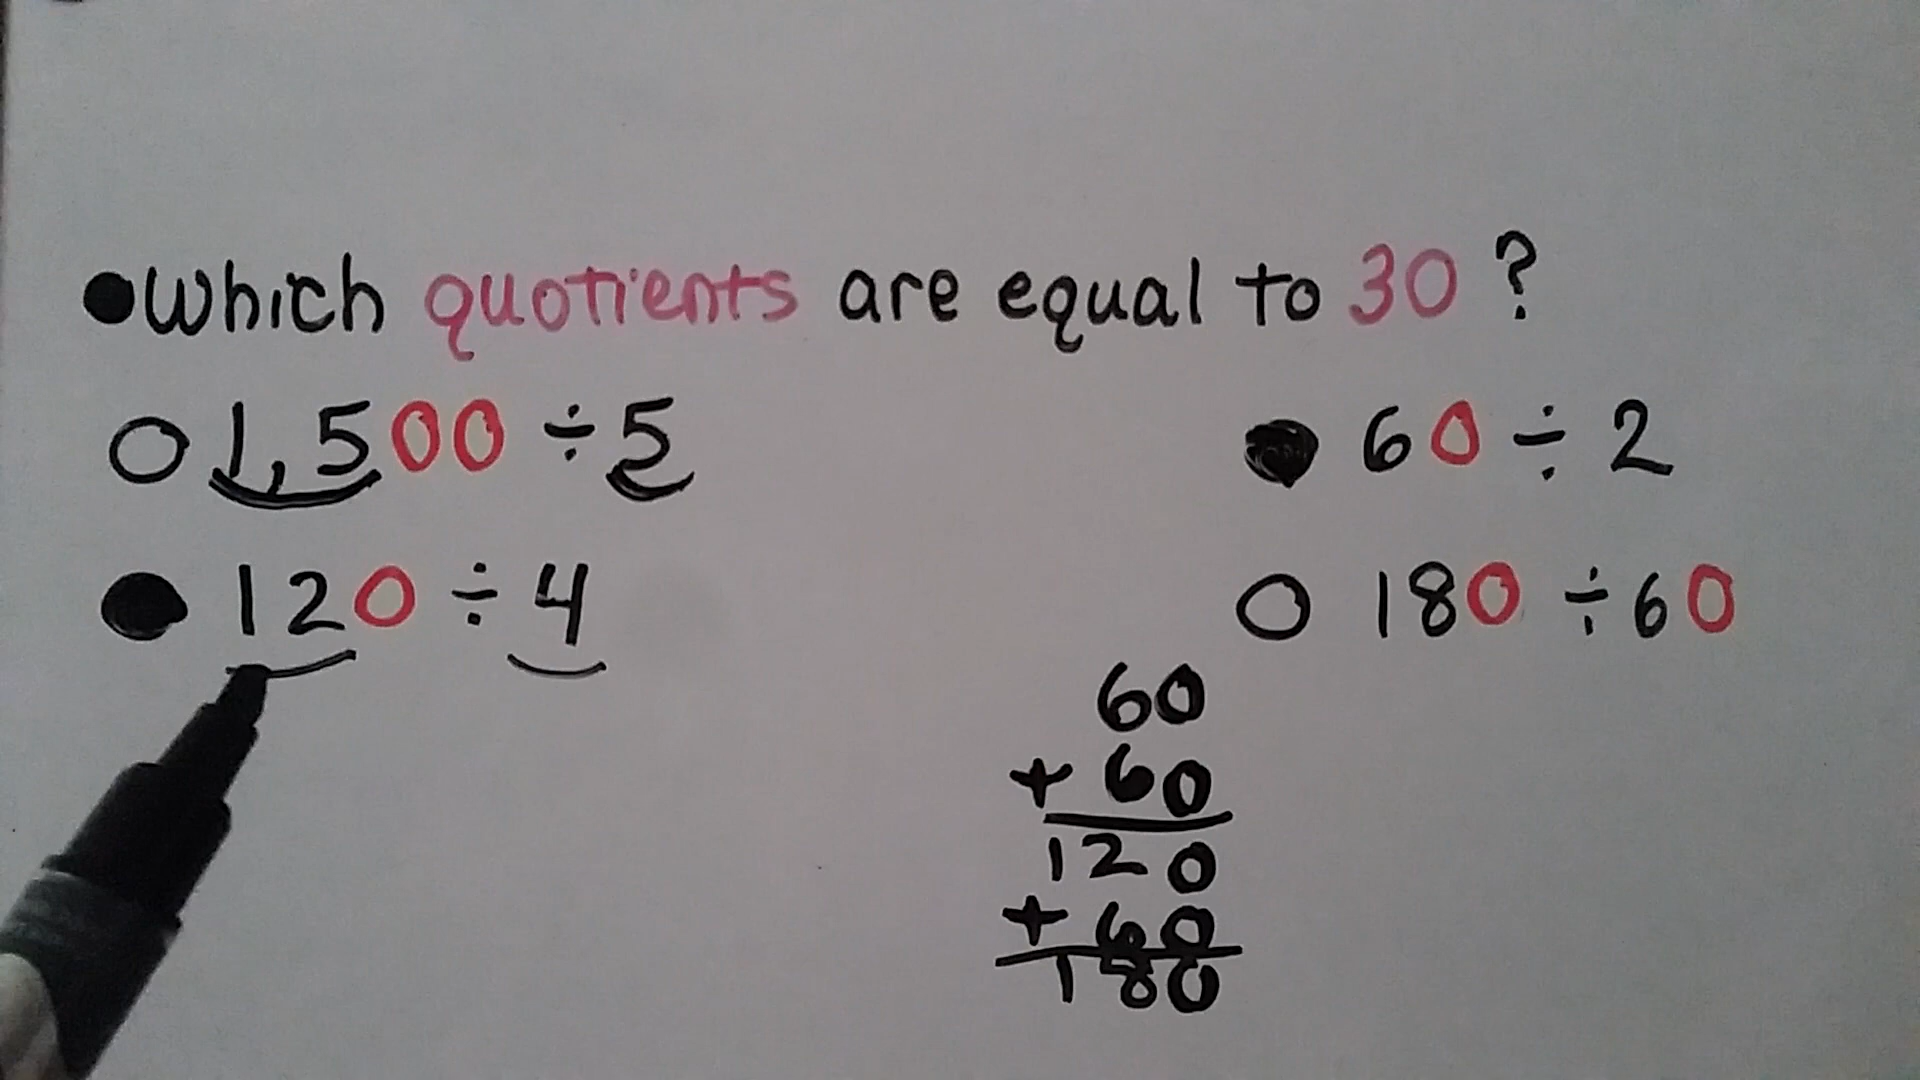 ●Which quotients are equal to 30?
○ 1,500 ÷ 5
● 60 ÷ 2
● 120 ÷ 4
○ 180 ÷ 60
60
+ 60
120
+ 60
180